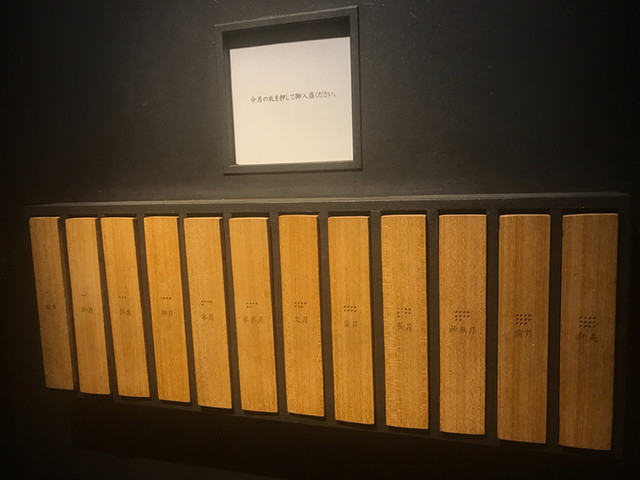 今月の札を押して御入店ください。
睦月
如月
弥生
卯月
皐月
水無月
文月
葉月
長月
神無月
霜月
師走